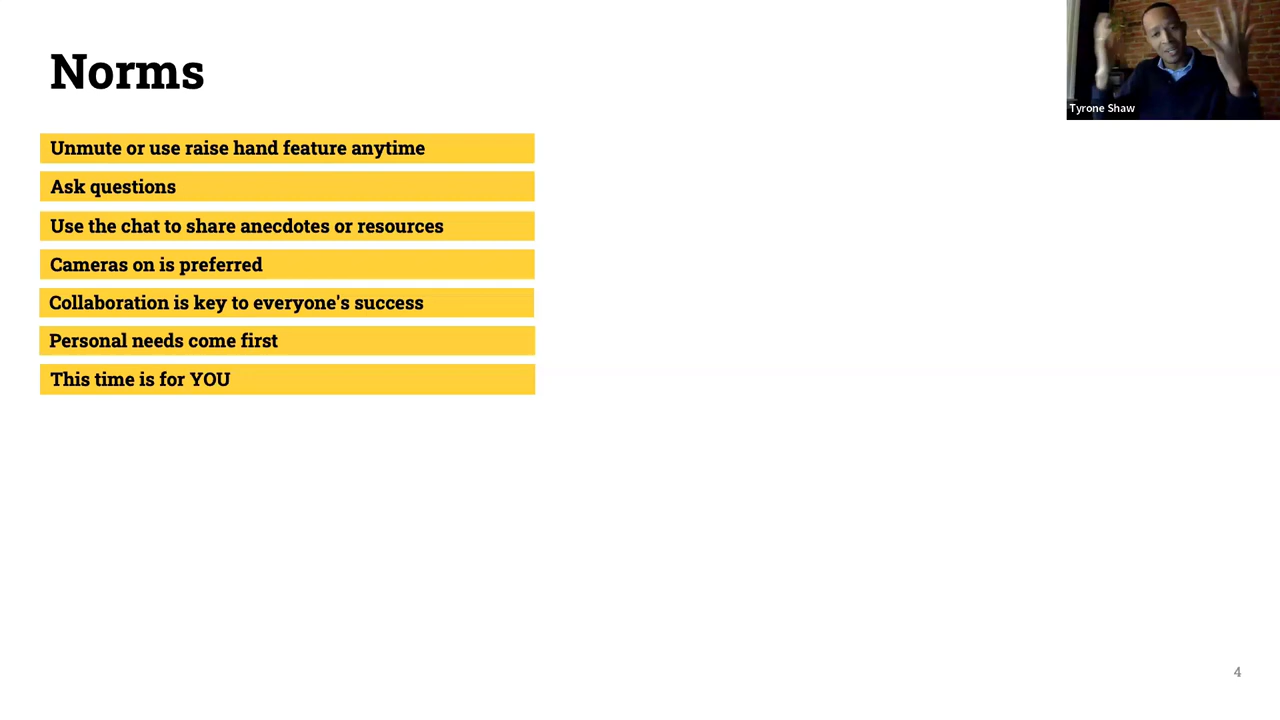 Norms
Tyrone Shaw
Unmute or use raise hand feature anytime
Ask questions
Use the chat to share anecdotes or resources
Cameras on is preferred
Collaboration is key to everyone's success
Personal needs come first
This time is for YOU
4